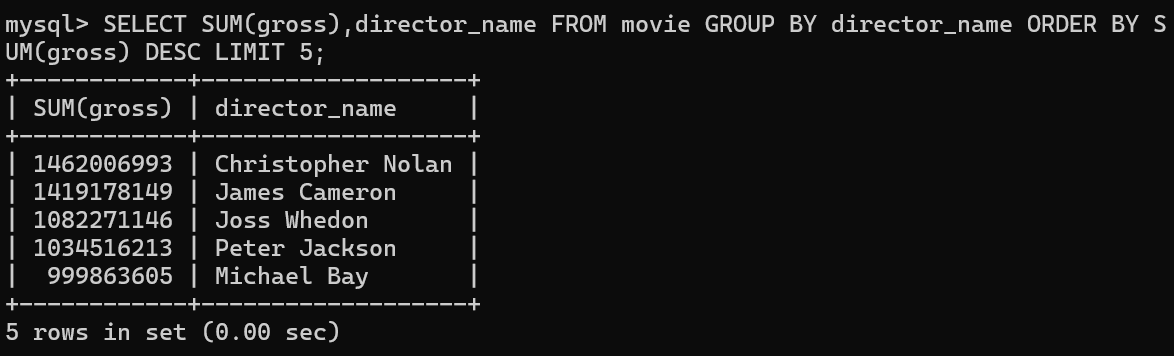 mysql> SELECT SUM(gross),director_name FROM movie GROUP BY director_name ORDER BY S
UM(gross) DESC LIMIT 5;
+------------+-------------------+
| SUM(gross) | director_name     |
+------------+-------------------+
| 1462006993 | Christopher Nolan |
| 1419178149 | James Cameron     |
| 1082271146 | Joss Whedon       |
| 1034516213 | Peter Jackson     |
|  999863605 | Michael Bay       |
+------------+-------------------+
5 rows in set (0.00 sec)